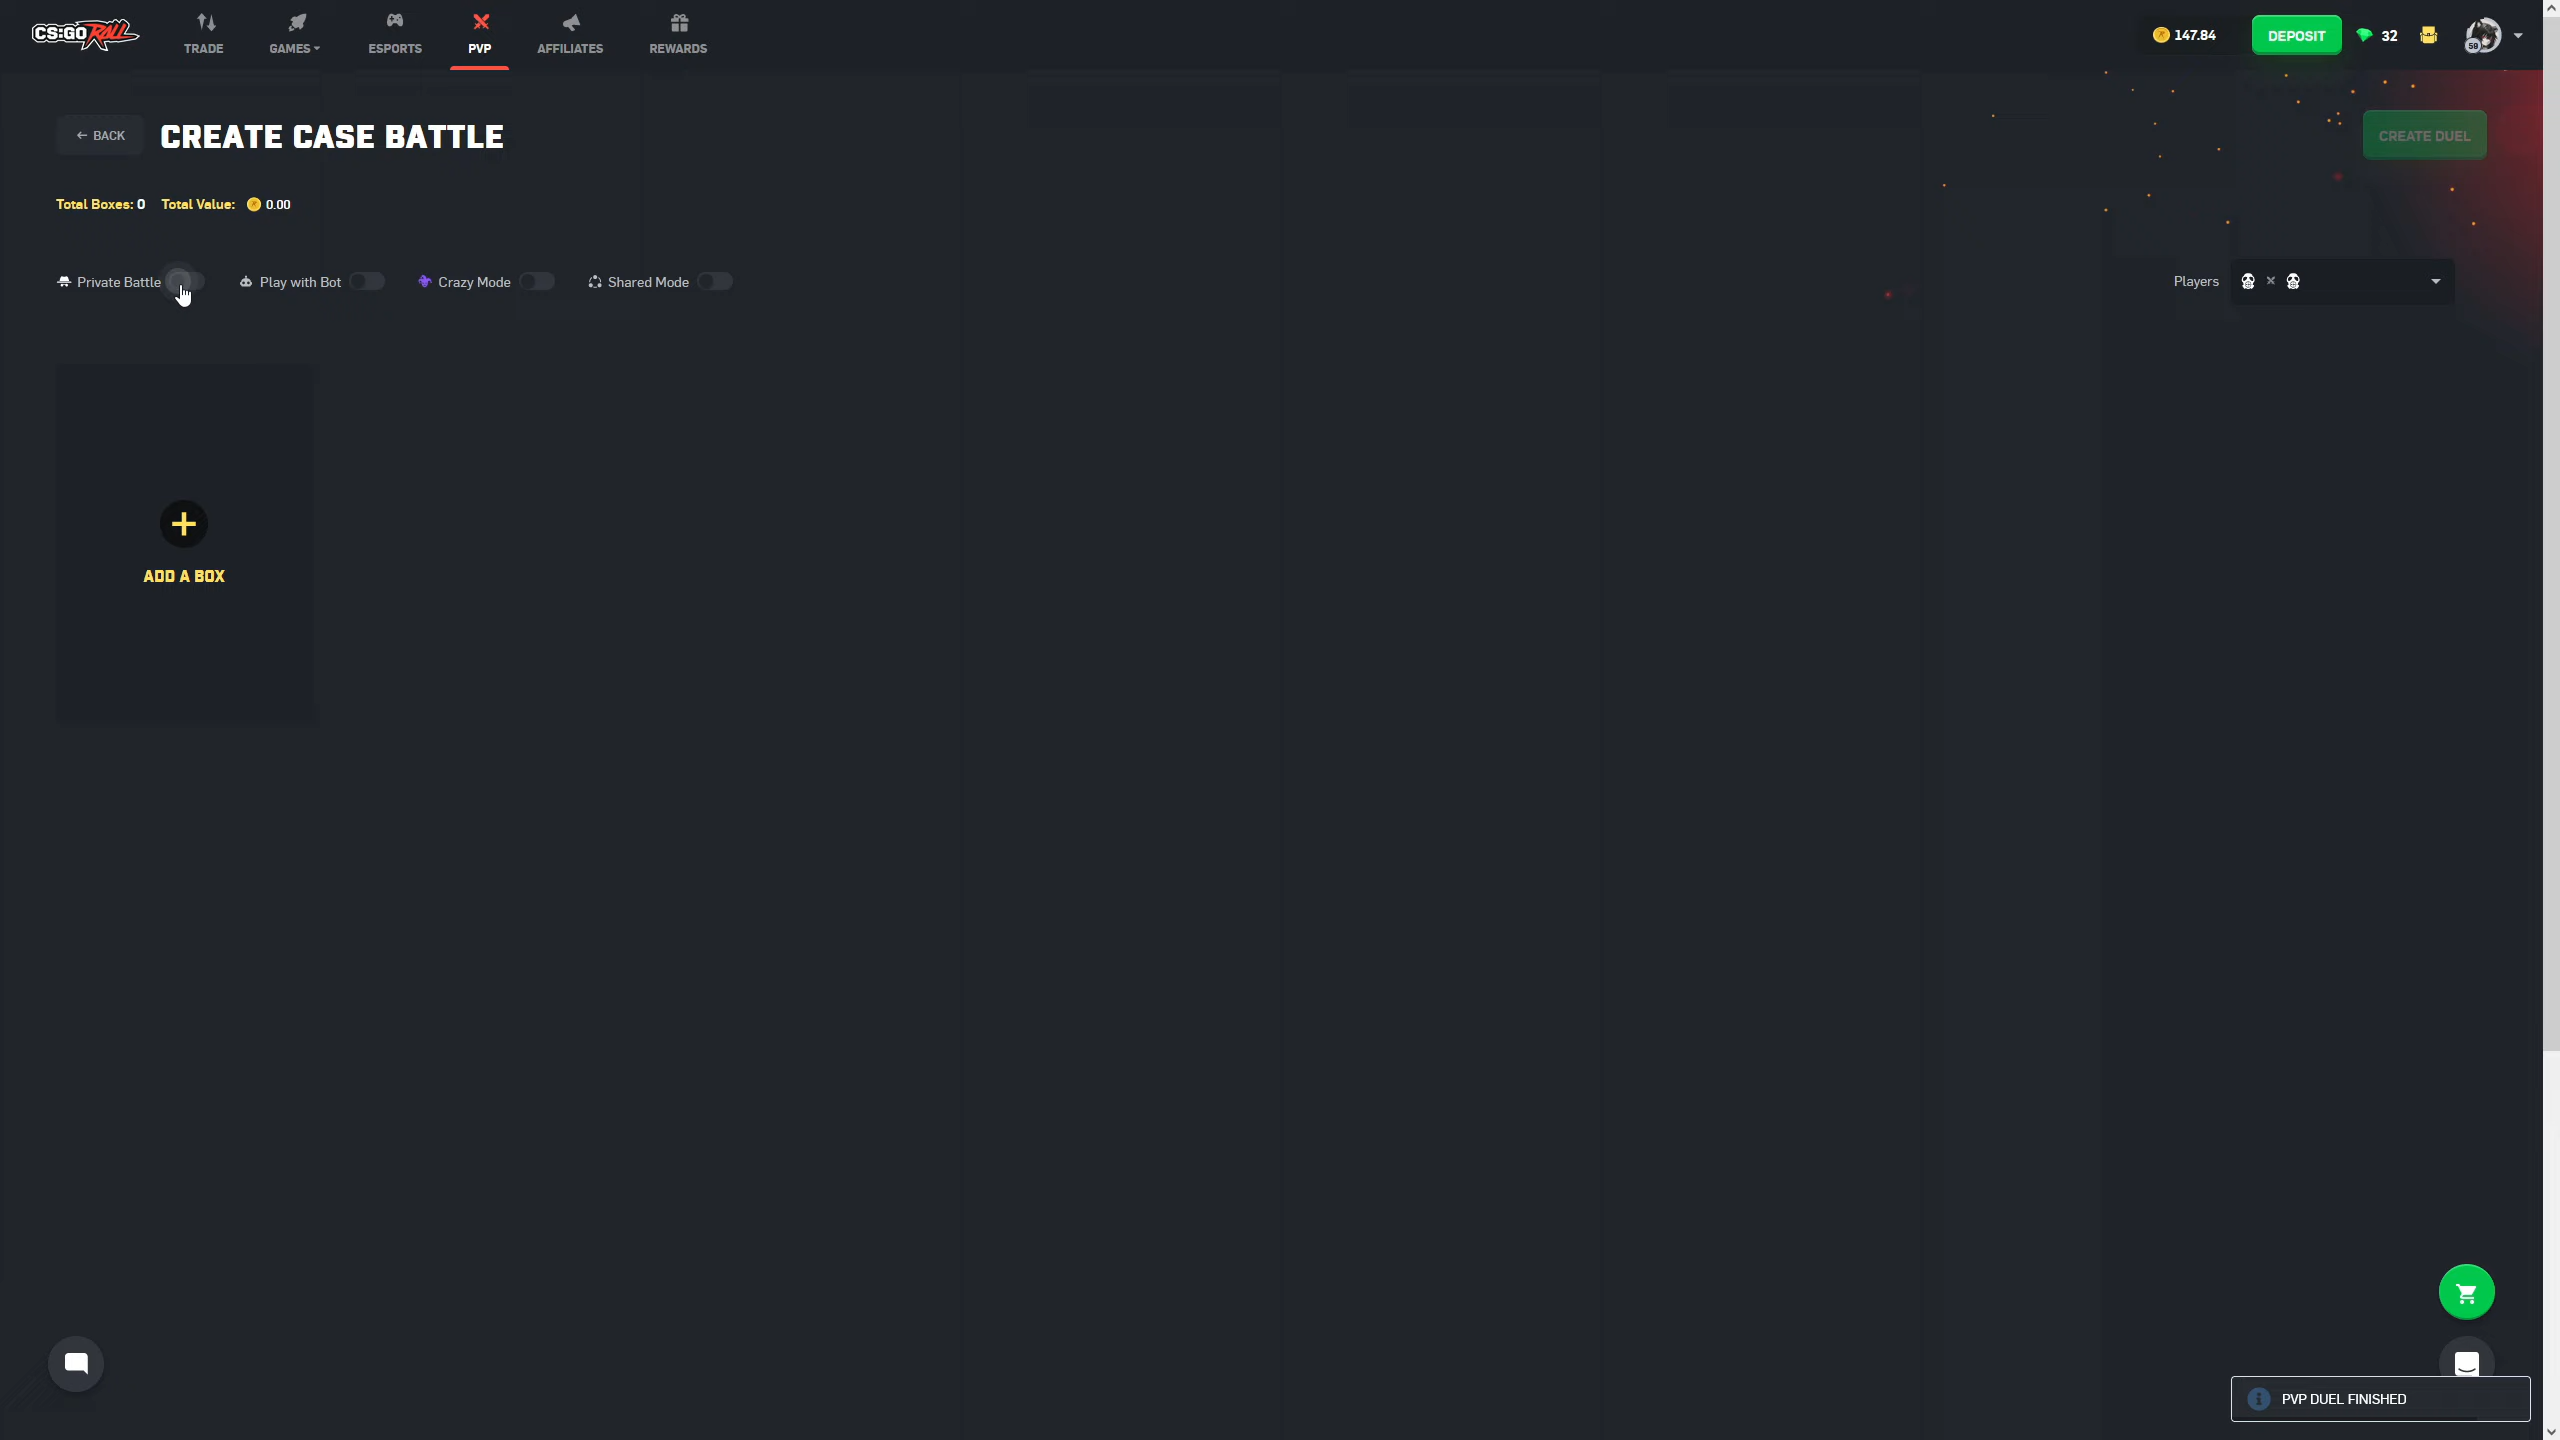 CS:GO ROLL
TRADE
GAMES
ESPORTS
PVP
AFFILIATES
REWARDS
147.84
DEPOSIT
32
59
← BACK
CREATE CASE BATTLE
CREATE DUEL
Total Boxes: 0 Total Value: 0.00
Private Battle
Play with Bot
Crazy Mode
Shared Mode
Players
ADD A BOX
PVP DUEL FINISHED